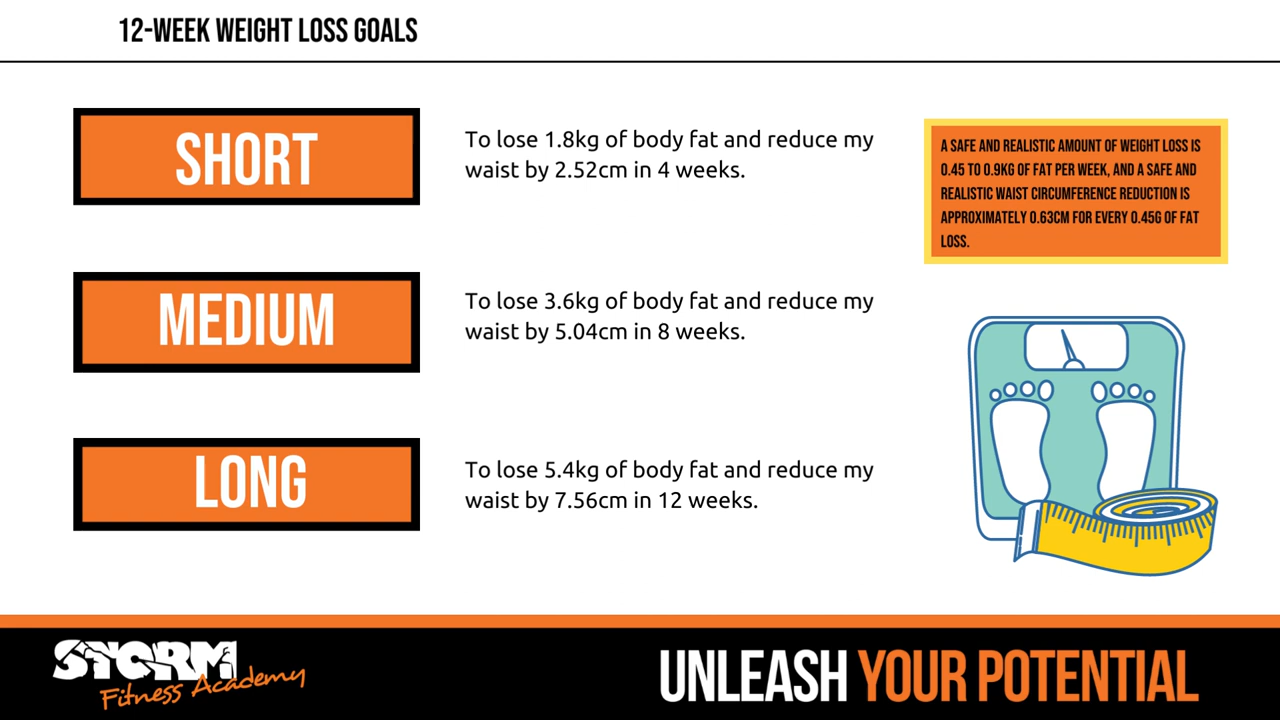 12-WEEK WEIGHT LOSS GOALS
SHORT
To lose 1.8kg of body fat and reduce my
waist by 2.52cm in 4 weeks.
A SAFE AND REALISTIC AMOUNT OF WEIGHT LOSS IS
0.45 TO 0.9KG OF FAT PER WEEK, AND A SAFE AND
REALISTIC WAIST CIRCUMFERENCE REDUCTION IS
APPROXIMATELY 0.63CM FOR EVERY 0.45G OF FAT
LOSS.
MEDIUM
To lose 3.6kg of body fat and reduce my
waist by 5.04cm in 8 weeks.
LONG
To lose 5.4kg of body fat and reduce my
waist by 7.56cm in 12 weeks.
STORM
Fitness Academy
UNLEASH YOUR POTENTIAL